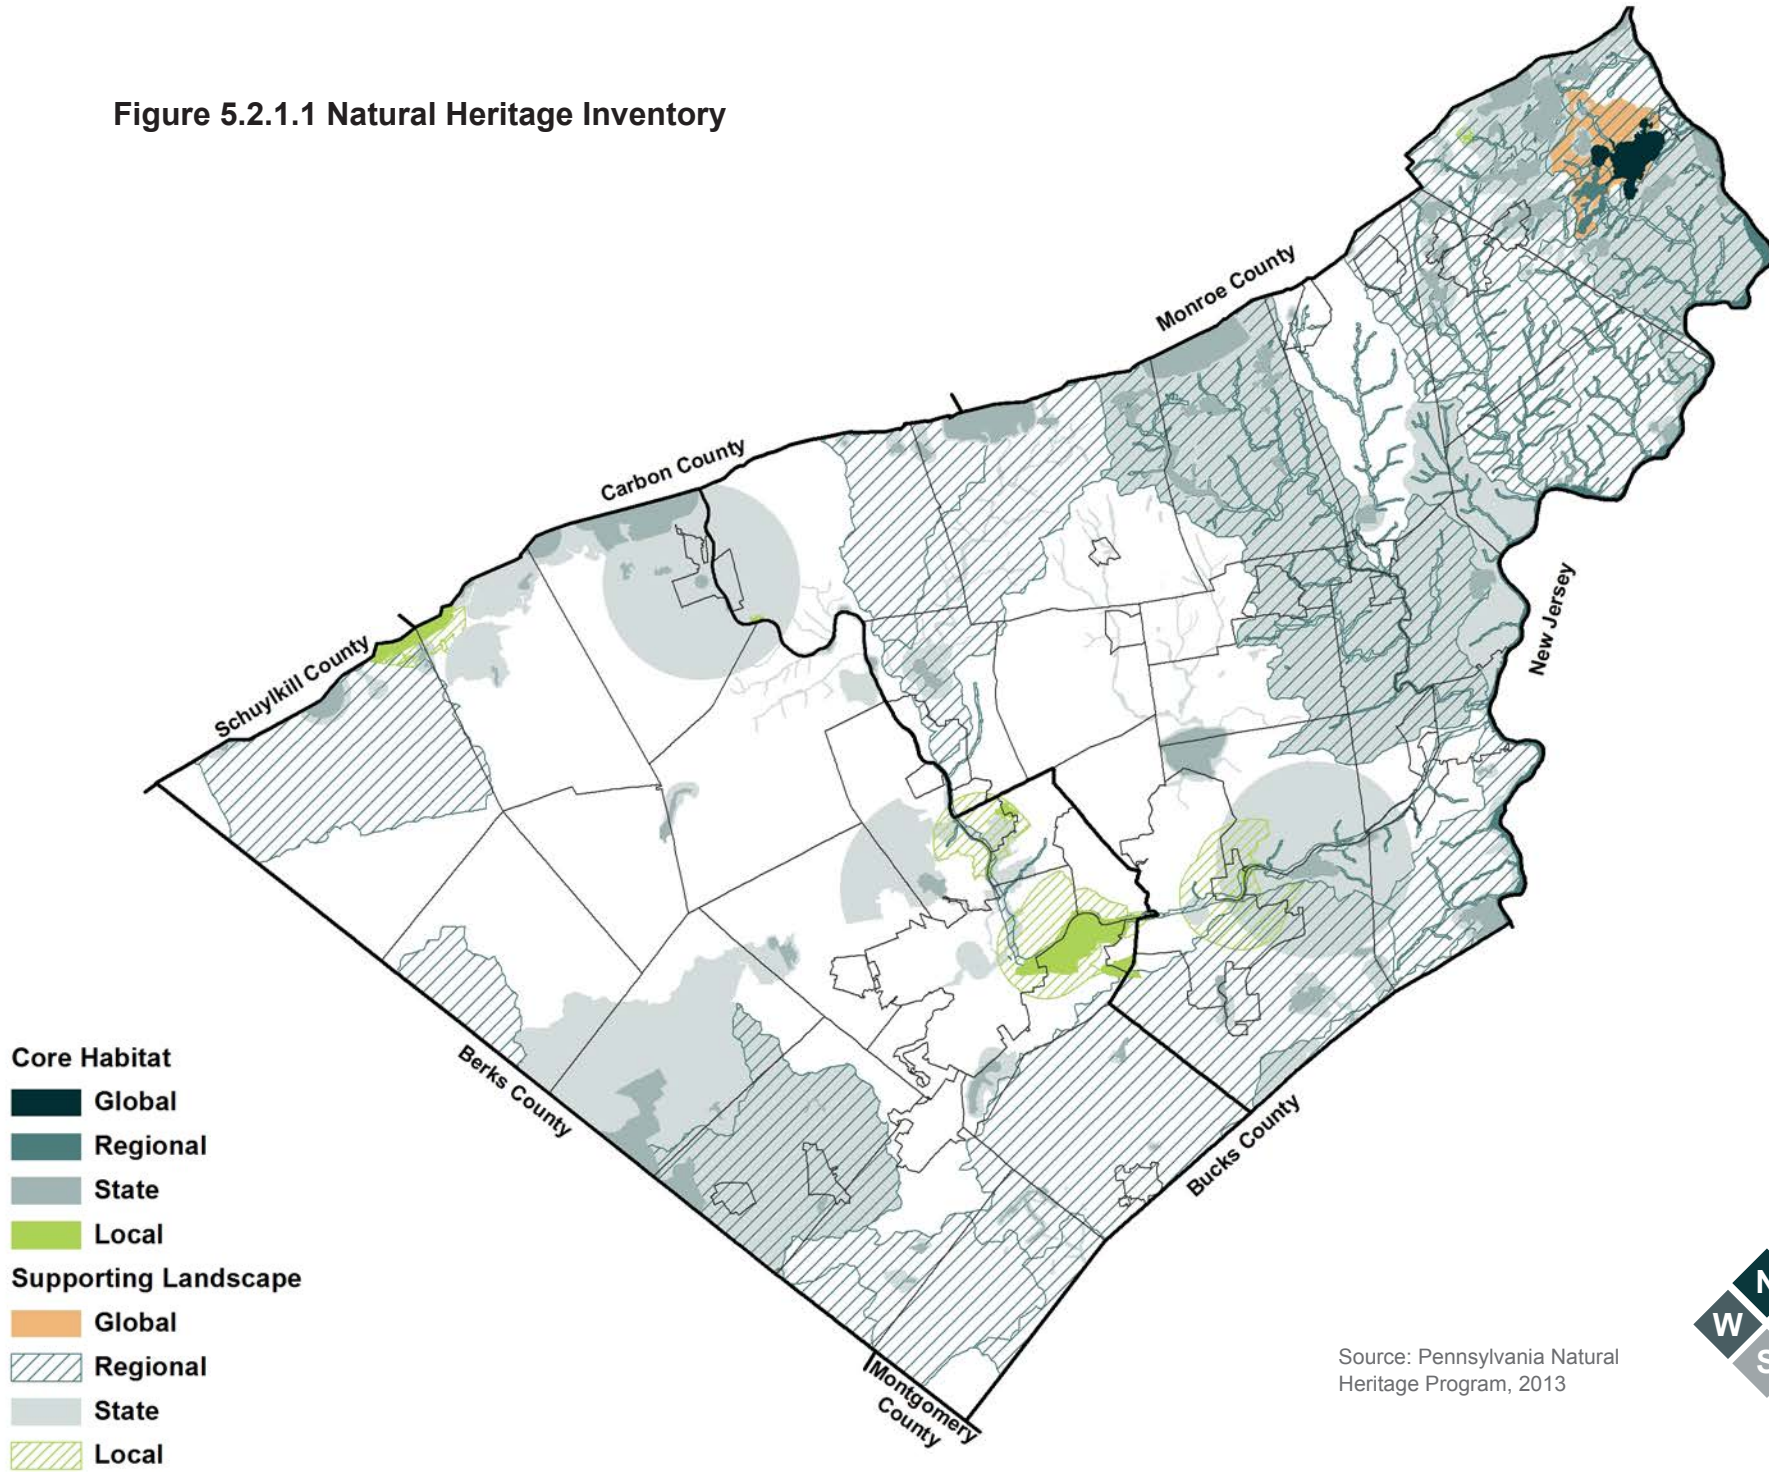 Figure 5.2.1.1 Natural Heritage Inventory
Monroe County
Carbon County
Schuylkill County
New Jersey
Berks County
Bucks County
Montgomery
County
Core Habitat
Global
Regional
State
Local
Supporting Landscape
Global
Regional
State
Local
Source: Pennsylvania Natural
Heritage Program, 2013
N
W
S